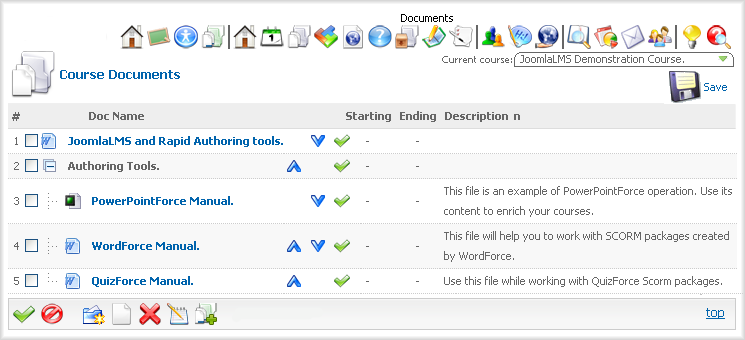 Documents
Current course: JoomlaLMS Demonstration Course.
Course Documents
Save
# Doc Name Starting Ending Description n
1 JoomlaLMS and Rapid Authoring tools. - -
2 Authoring Tools. - -
3 PowerPointForce Manual. - - This file is an example of PowerPointForce operation. Use its
content to enrich your courses.
4 WordForce Manual. - - This file will help you to work with SCORM packages created
by WordForce.
5 QuizForce Manual. - - Use this file while working with QuizForce Scorm packages.
top